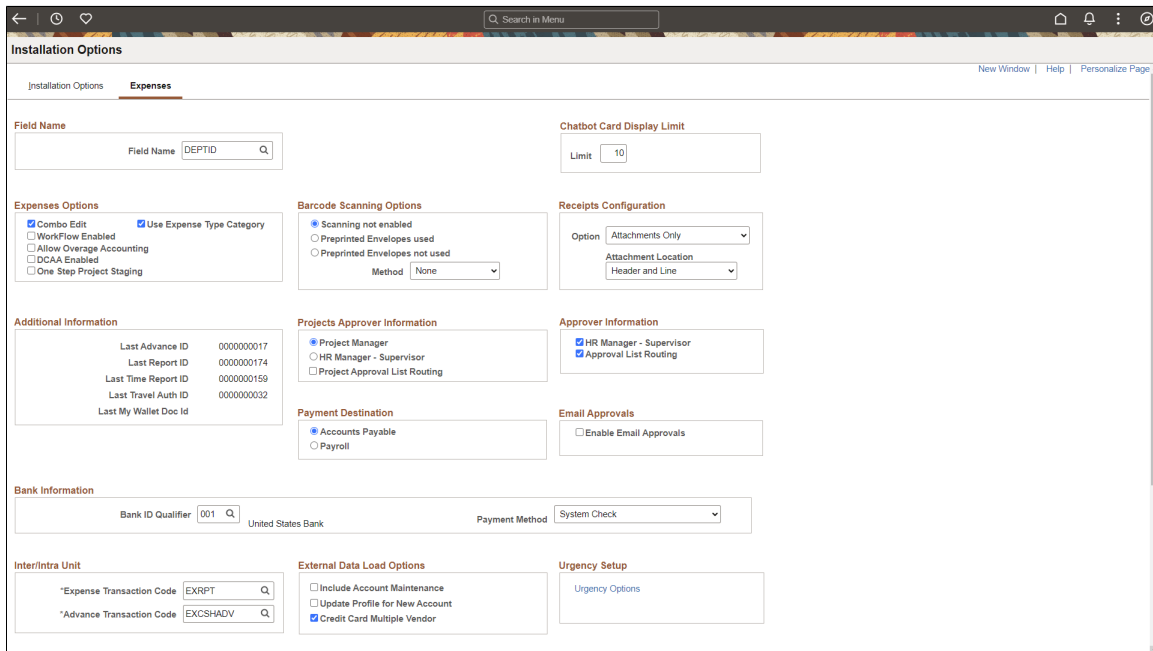 Search in Menu
Installation Options
New Window | Help | Personalize Page
Installation Options Expenses
Field Name
Field Name DEPTID
Chatbot Card Display Limit
Limit 10
Expenses Options
Combo Edit Use Expense Type Category
WorkFlow Enabled
Allow Overage Accounting
DCAA Enabled
One Step Project Staging
Barcode Scanning Options
Scanning not enabled
Preprinted Envelopes used
Preprinted Envelopes not used
Method None
Receipts Configuration
Option Attachments Only
Attachment Location
Header and Line
Additional Information
Last Advance ID 0000000017
Last Report ID 0000000174
Last Time Report ID 0000000159
Last Travel Auth ID 0000000032
Last My Wallet Doc Id
Projects Approver Information
Project Manager
HR Manager - Supervisor
Project Approval List Routing
Approver Information
HR Manager - Supervisor
Approval List Routing
Payment Destination
Accounts Payable
Payroll
Email Approvals
Enable Email Approvals
Bank Information
Bank ID Qualifier 001 United States Bank Payment Method System Check
Inter/Intra Unit
*Expense Transaction Code EXRPT
*Advance Transaction Code EXCSHADV
External Data Load Options
Include Account Maintenance
Update Profile for New Account
Credit Card Multiple Vendor
Urgency Setup
Urgency Options